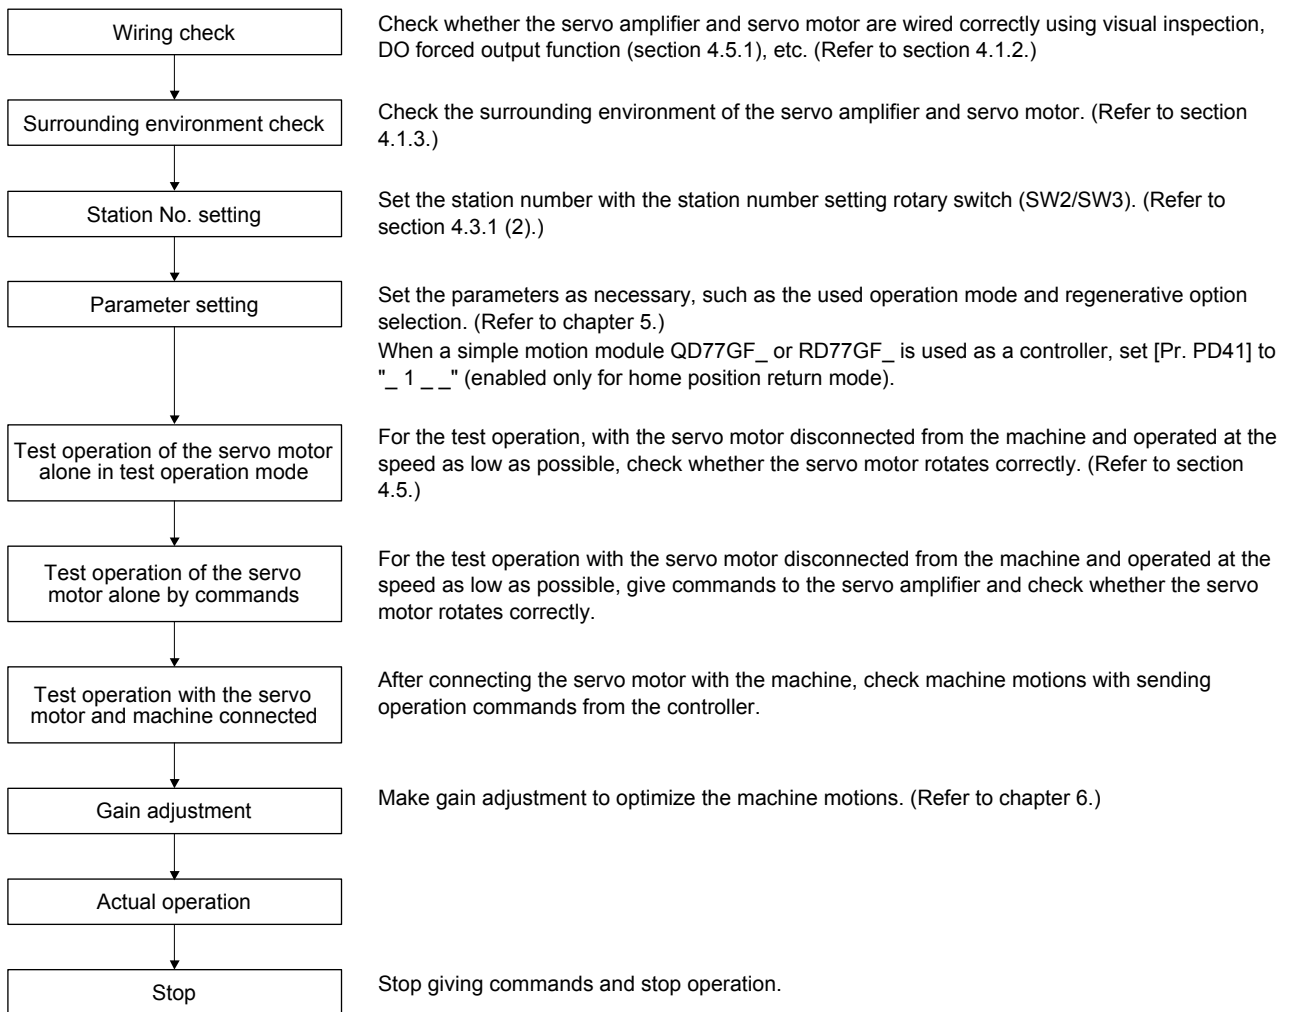 Wiring check
Check whether the servo amplifier and servo motor are wired correctly using visual inspection,
DO forced output function (section 4.5.1), etc. (Refer to section 4.1.2.)
Surrounding environment check
Check the surrounding environment of the servo amplifier and servo motor. (Refer to section
4.1.3.)
Station No. setting
Set the station number with the station number setting rotary switch (SW2/SW3). (Refer to
section 4.3.1 (2).)
Parameter setting
Set the parameters as necessary, such as the used operation mode and regenerative option
selection. (Refer to chapter 5.)
When a simple motion module QD77GF_ or RD77GF_ is used as a controller, set [Pr. PD41] to
"_ 1 _ _" (enabled only for home position return mode).
Test operation of the servo motor
alone in test operation mode
For the test operation, with the servo motor disconnected from the machine and operated at the
speed as low as possible, check whether the servo motor rotates correctly. (Refer to section
4.5.)
Test operation of the servo
motor alone by commands
For the test operation with the servo motor disconnected from the machine and operated at the
speed as low as possible, give commands to the servo amplifier and check whether the servo
motor rotates correctly.
Test operation with the servo
motor and machine connected
After connecting the servo motor with the machine, check machine motions with sending
operation commands from the controller.
Gain adjustment
Make gain adjustment to optimize the machine motions. (Refer to chapter 6.)
Actual operation
Stop
Stop giving commands and stop operation.